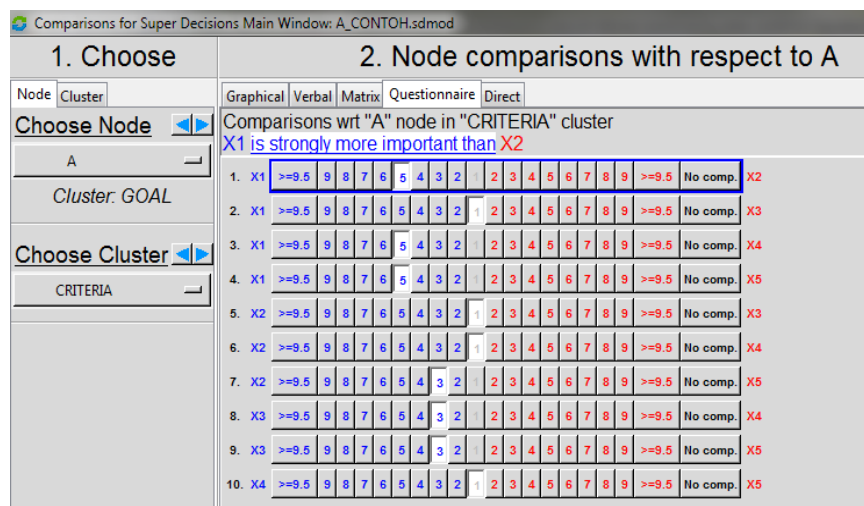 Comparisons for Super Decisions Main Window: A_CONTOH.sdmod
1. Choose
2. Node comparisons with respect to A
Node Cluster
Graphical Verbal Matrix Questionnaire Direct
Choose Node
A
Cluster: GOAL
Choose Cluster
CRITERIA
Comparisons wrt "A" node in "CRITERIA" cluster
X1 is strongly more important than X2
1. X1 >=9.5 9 8 7 6 5 4 3 2 1 2 3 4 5 6 7 8 9 >=9.5 No comp. X2
2. X1 >=9.5 9 8 7 6 5 4 3 2 1 2 3 4 5 6 7 8 9 >=9.5 No comp. X3
3. X1 >=9.5 9 8 7 6 5 4 3 2 1 2 3 4 5 6 7 8 9 >=9.5 No comp. X4
4. X1 >=9.5 9 8 7 6 5 4 3 2 1 2 3 4 5 6 7 8 9 >=9.5 No comp. X5
5. X2 >=9.5 9 8 7 6 5 4 3 2 1 2 3 4 5 6 7 8 9 >=9.5 No comp. X3
6. X2 >=9.5 9 8 7 6 5 4 3 2 1 2 3 4 5 6 7 8 9 >=9.5 No comp. X4
7. X2 >=9.5 9 8 7 6 5 4 3 2 1 2 3 4 5 6 7 8 9 >=9.5 No comp. X5
8. X3 >=9.5 9 8 7 6 5 4 3 2 1 2 3 4 5 6 7 8 9 >=9.5 No comp. X4
9. X3 >=9.5 9 8 7 6 5 4 3 2 1 2 3 4 5 6 7 8 9 >=9.5 No comp. X5
10. X4 >=9.5 9 8 7 6 5 4 3 2 1 2 3 4 5 6 7 8 9 >=9.5 No comp. X5